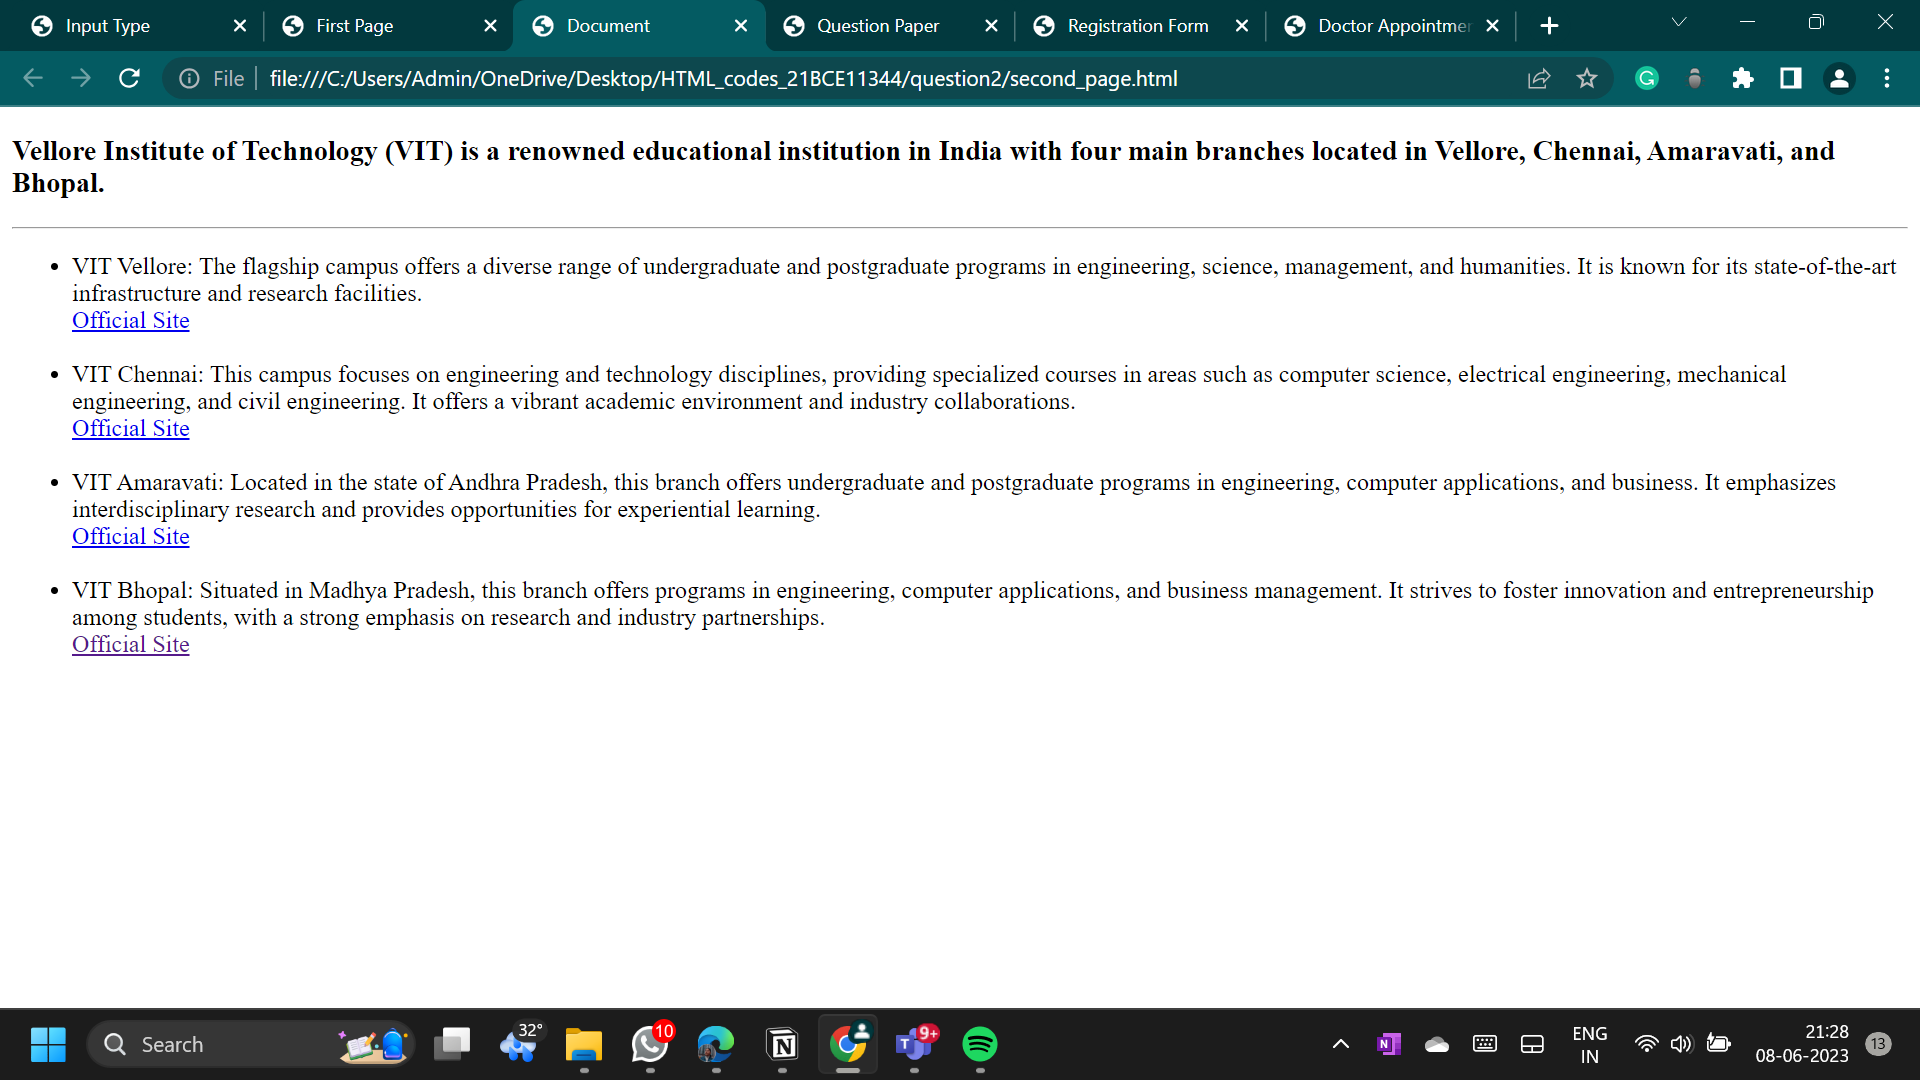 Input Type
First Page
Document
Question Paper
Registration Form
Doctor Appointmer
File
file:///C:/Users/Admin/OneDrive/Desktop/HTML_codes_21BCE11344/question2/second_page.html
Vellore Institute of Technology (VIT) is a renowned educational institution in India with four main branches located in Vellore, Chennai, Amaravati, and
Bhopal.
• VIT Vellore: The flagship campus offers a diverse range of undergraduate and postgraduate programs in engineering, science, management, and humanities. It is known for its state-of-the-art
infrastructure and research facilities.
Official Site
• VIT Chennai: This campus focuses on engineering and technology disciplines, providing specialized courses in areas such as computer science, electrical engineering, mechanical
engineering, and civil engineering. It offers a vibrant academic environment and industry collaborations.
Official Site
• VIT Amaravati: Located in the state of Andhra Pradesh, this branch offers undergraduate and postgraduate programs in engineering, computer applications, and business. It emphasizes
interdisciplinary research and provides opportunities for experiential learning.
Official Site
• VIT Bhopal: Situated in Madhya Pradesh, this branch offers programs in engineering, computer applications, and business management. It strives to foster innovation and entrepreneurship
among students, with a strong emphasis on research and industry partnerships.
Official Site
Search
32°
10
9+
ENG
IN
21:28
08-06-2023
13